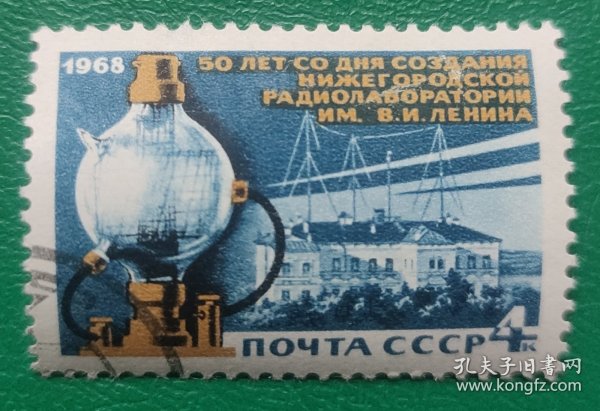 1968
50 ЛЕТ СО ДНЯ СОЗДАНИЯ
НИЖЕГОРОДСКОЙ
РАДИОЛАБОРАТОРИИ
ИМ. В.И. ЛЕНИНА
ПОЧТА СССР 4К
孔夫子旧书网
www.kongfz.com